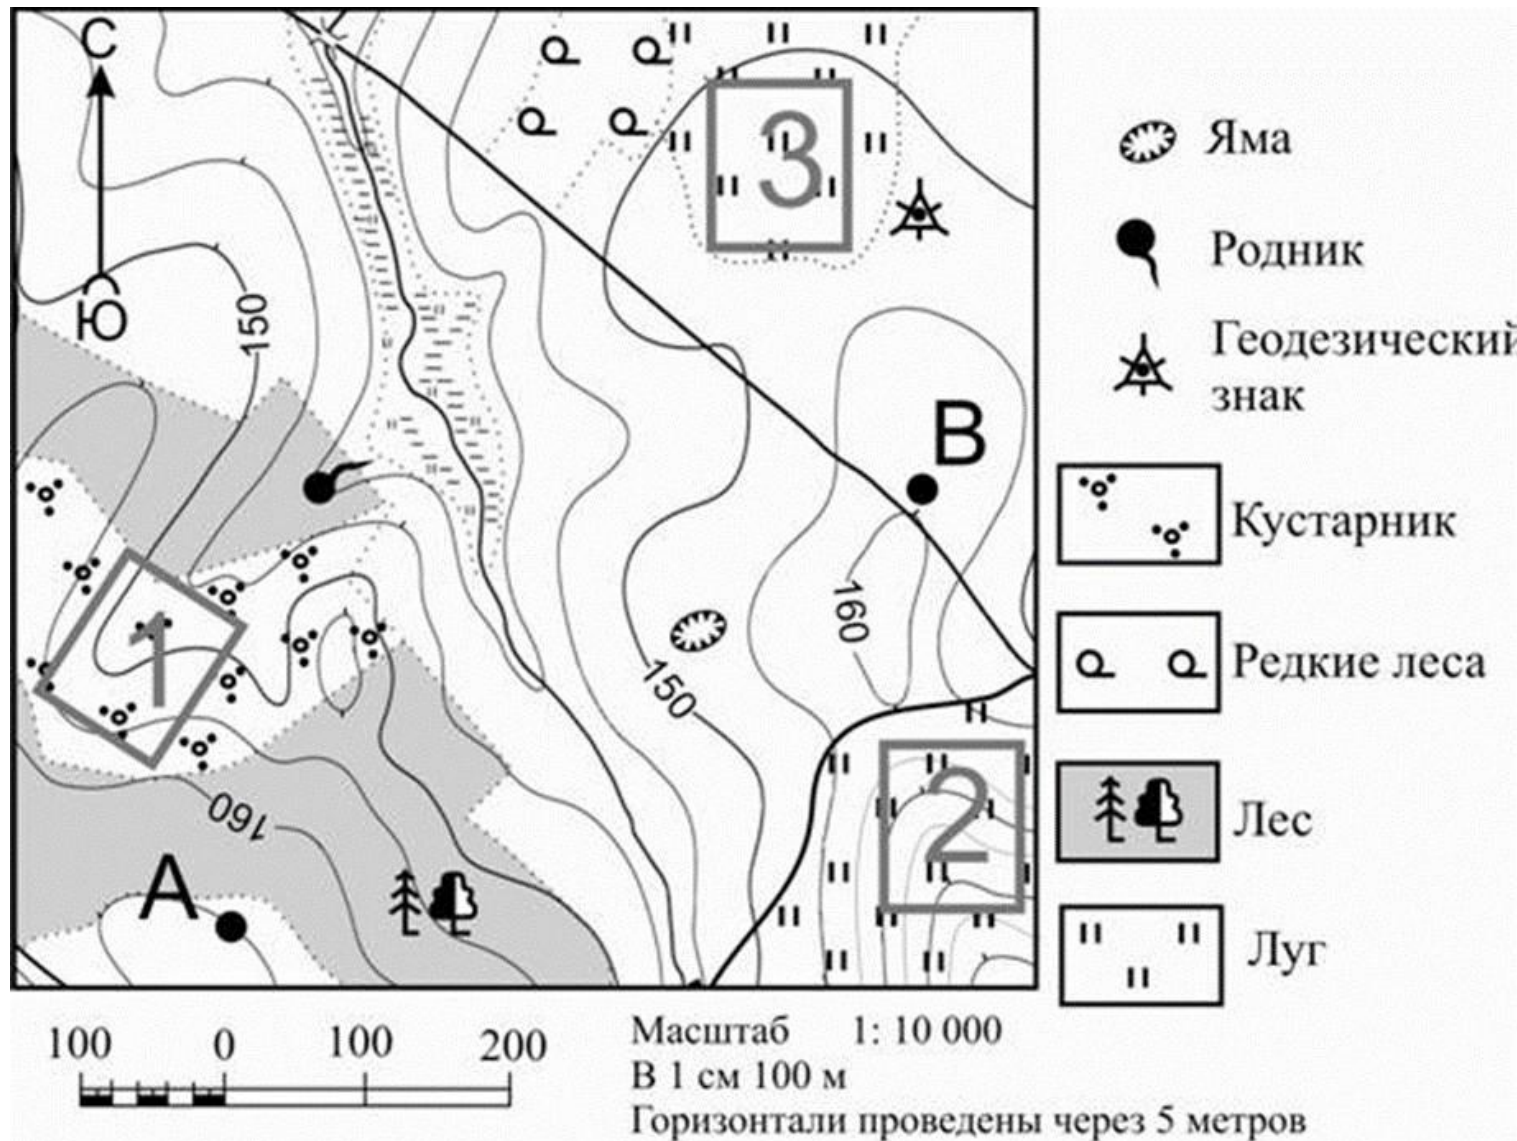 С
Ю
150
3
В
160
150
1
2
160
А
Яма
Родник
Геодезический
знак
Кустарник
Редкие леса
Лес
Луг
100 0 100 200
Масштаб 1: 10 000
В 1 см 100 м
Горизонтали проведены через 5 метров